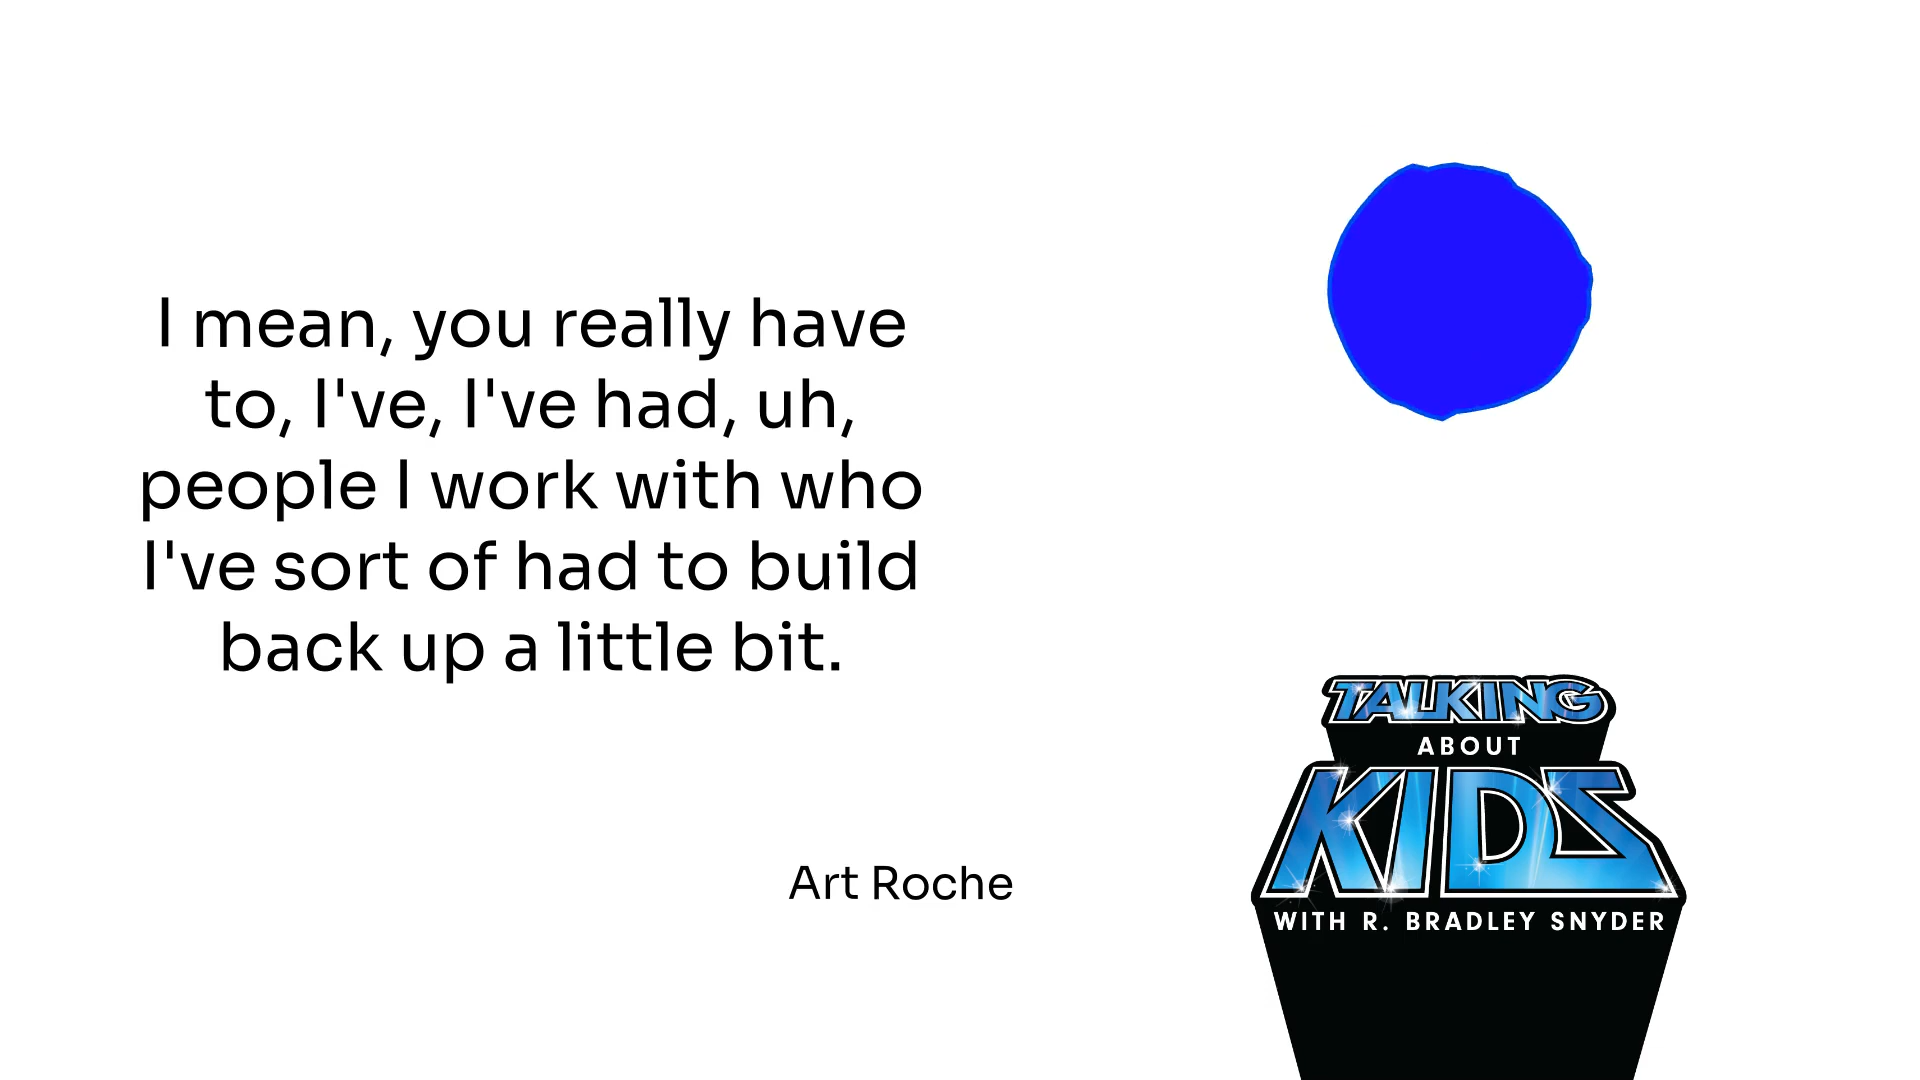 I mean, you really have
to, I've, I've had, uh,
people I work with who
I've sort of had to build
back up a little bit.
Art Roche
TALKING
ABOUT
KIDS
WITH R. BRADLEY SNYDER